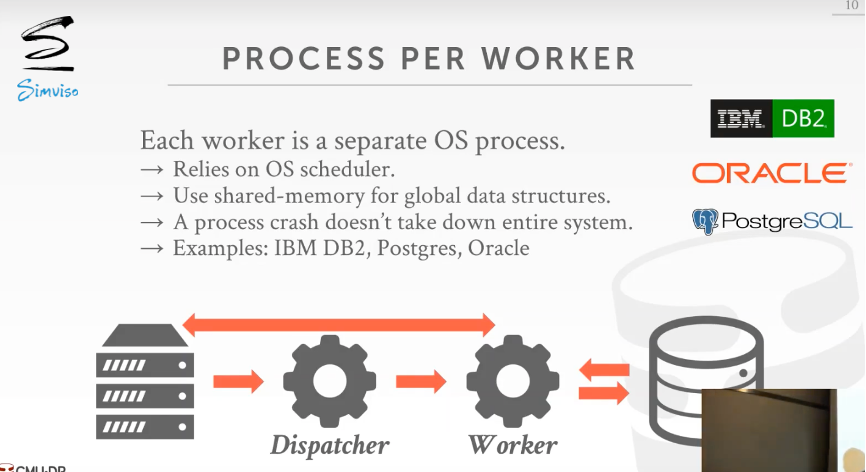 10
Simviso
PROCESS PER WORKER
IBM DB2
Each worker is a separate OS process.
→ Relies on OS scheduler.
ORACLE
→ Use shared-memory for global data structures.
→ A process crash doesn't take down entire system.
PostgreSQL
→ Examples: IBM DB2, Postgres, Oracle
Dispatcher
Worker
CMU·DB